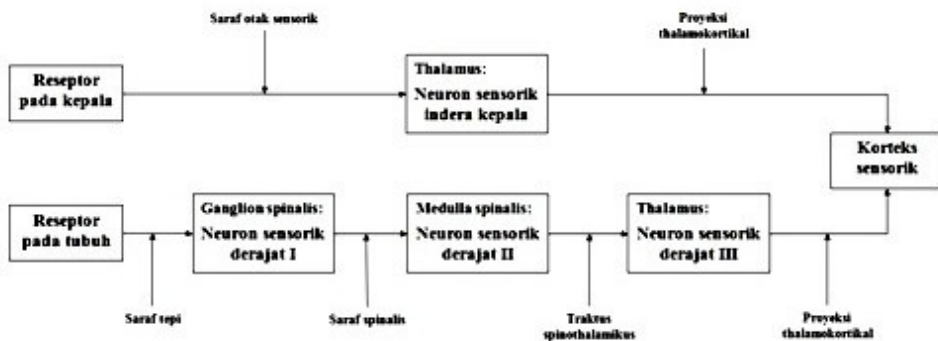 Saraf otak sensorik
Proyeksi
thalamokortikal
Reseptor
pada kepala
Thalamus:
Neuron sensorik
indera kepala
Korteks
sensorik
Reseptor
pada tubuh
Ganglion spinalis:
Neuron sensorik
derajat I
Medulla spinalis:
Neuron sensorik
derajat II
Thalamus:
Neuron sensorik
derajat III
Saraf tepi
Saraf spinalis
Traktus
spinothalamikus
Proyeksi
thalamokortikal